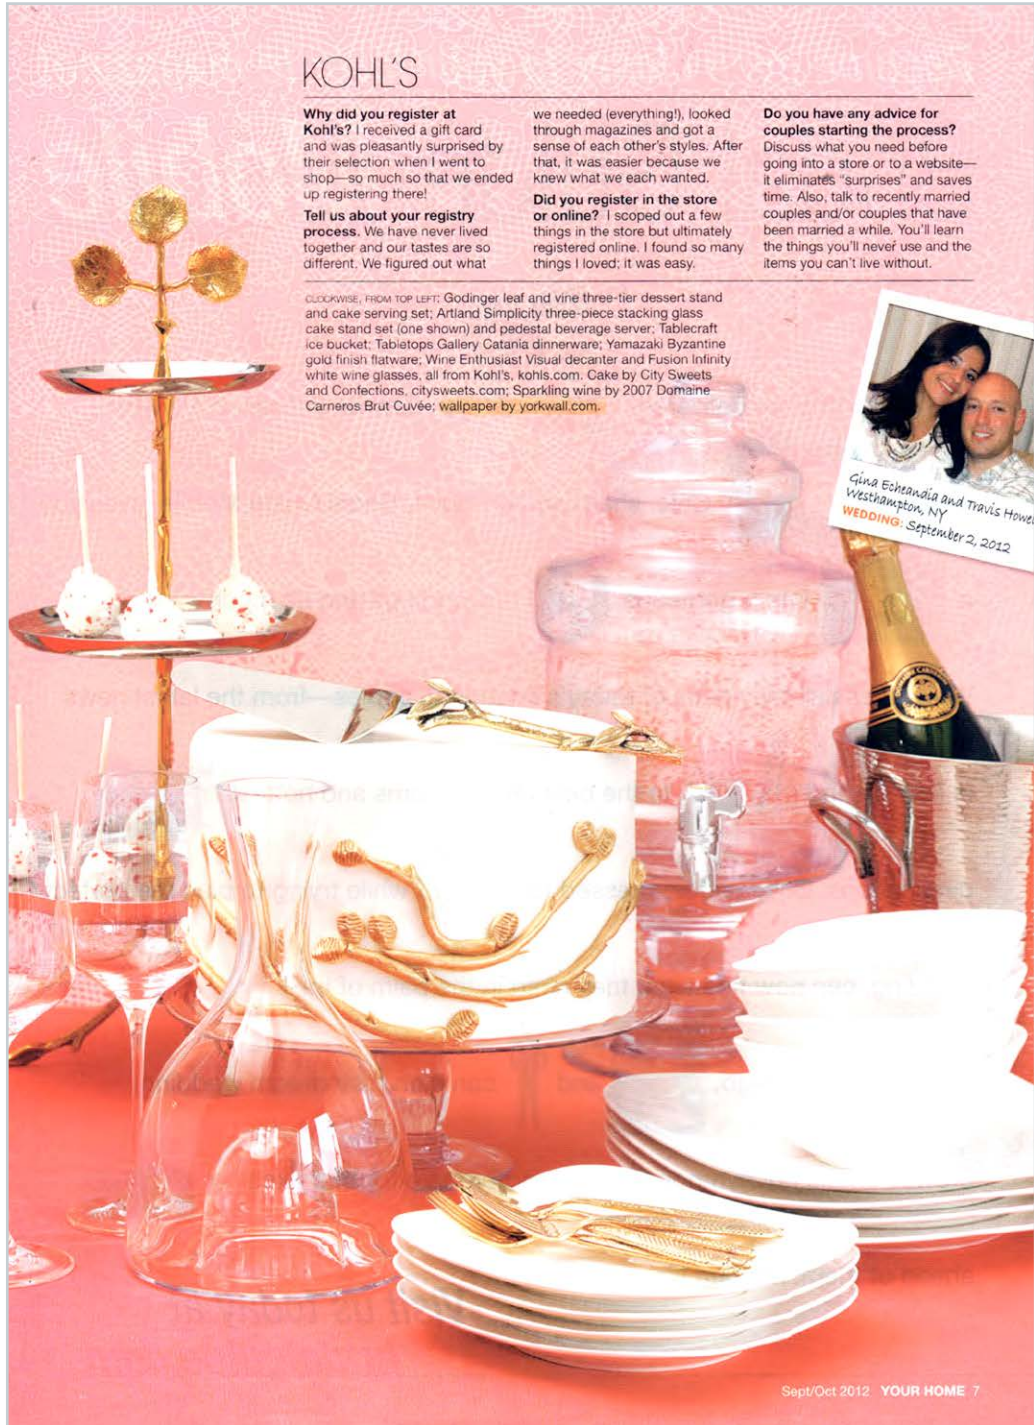 KOHL'S
Why did you register at
Kohl's? I received a gift card
and was pleasantly surprised by
their selection when I went to
shop—so much so that we ended
up registering there!
Tell us about your registry
process. We have never lived
together and our tastes are so
different. We figured out what
we needed (everything!), looked
through magazines and got a
sense of each other's styles. After
that, it was easier because we
knew what we each wanted.
Did you register in the store
or online? I scoped out a few
things in the store but ultimately
registered online. I found so many
things I loved; it was easy.
Do you have any advice for
couples starting the process?
Discuss what you need before
going into a store or to a website—
it eliminates "surprises" and saves
time. Also, talk to recently married
couples and/or couples that have
been married a while. You'll learn
the things you'll never use and the
items you can't live without.
CLOCKWISE, FROM TOP LEFT: Godinger leaf and vine three-tier dessert stand
and cake serving set; Artland Simplicity three-piece stacking glass
cake stand set (one shown) and pedestal beverage server; Tablecraft
ice bucket; Tabletops Gallery Catania dinnerware; Yamazaki Byzantine
gold finish flatware; Wine Enthusiast Visual decanter and Fusion Infinity
white wine glasses, all from Kohl's, kohls.com. Cake by City Sweets
and Confections, citysweets.com; Sparkling wine by 2007 Domaine
Carneros Brut Cuvée; wallpaper by yorkwall.com.
Gina Echeandia and Travis Howel
Westhampton, NY
WEDDING: September 2, 2012
Sept/Oct 2012 YOUR HOME 7